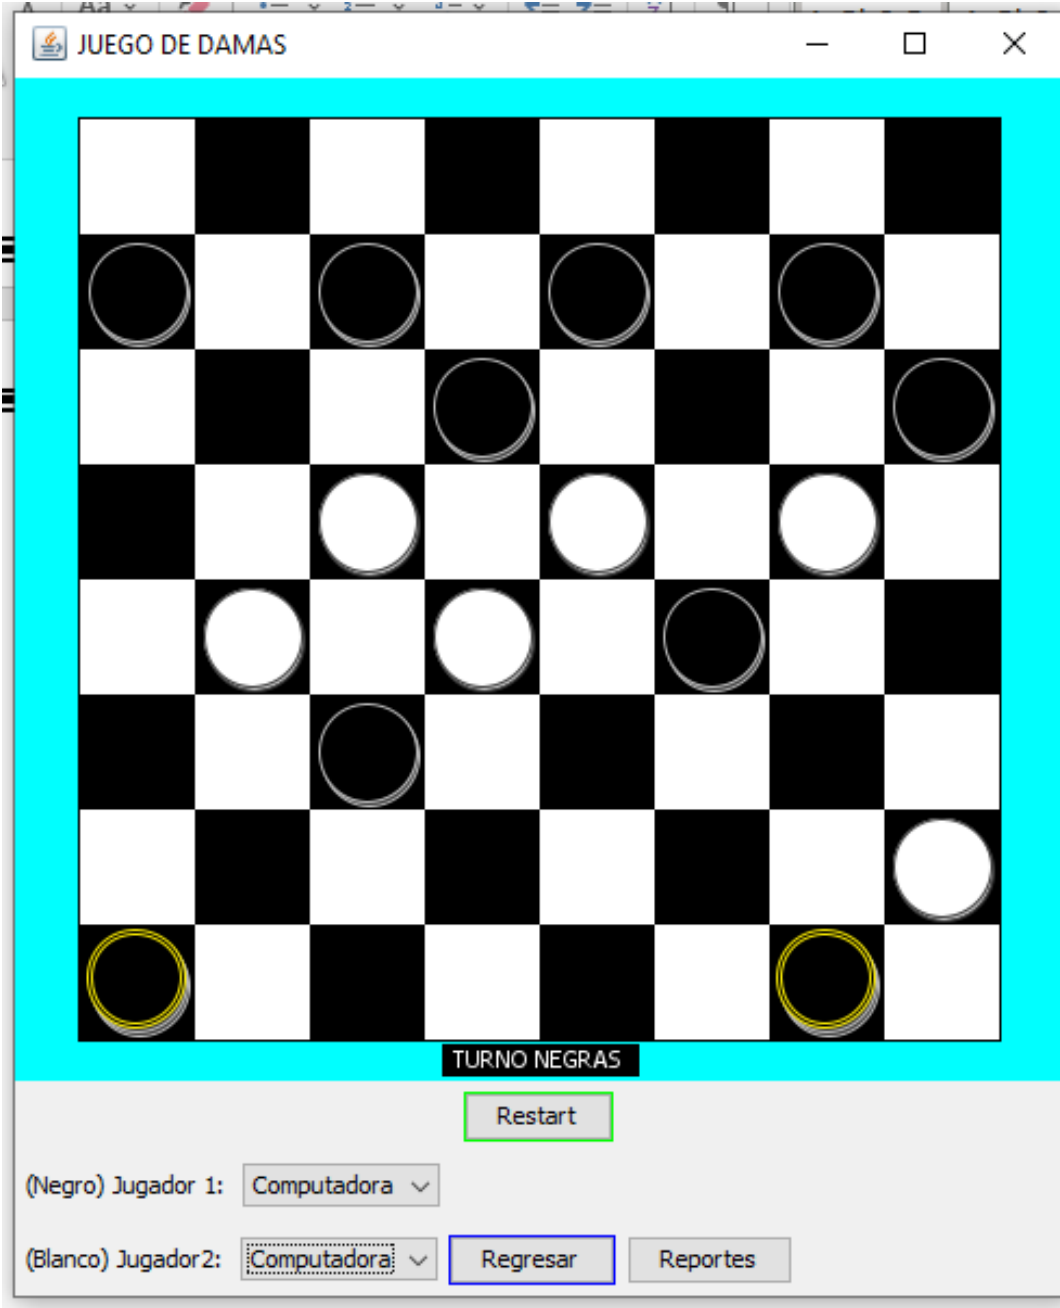 JUEGO DE DAMAS
TURNO NEGRAS
Restart
(Negro) Jugador 1: Computadora
(Blanco) Jugador2: Computadora Regresar Reportes